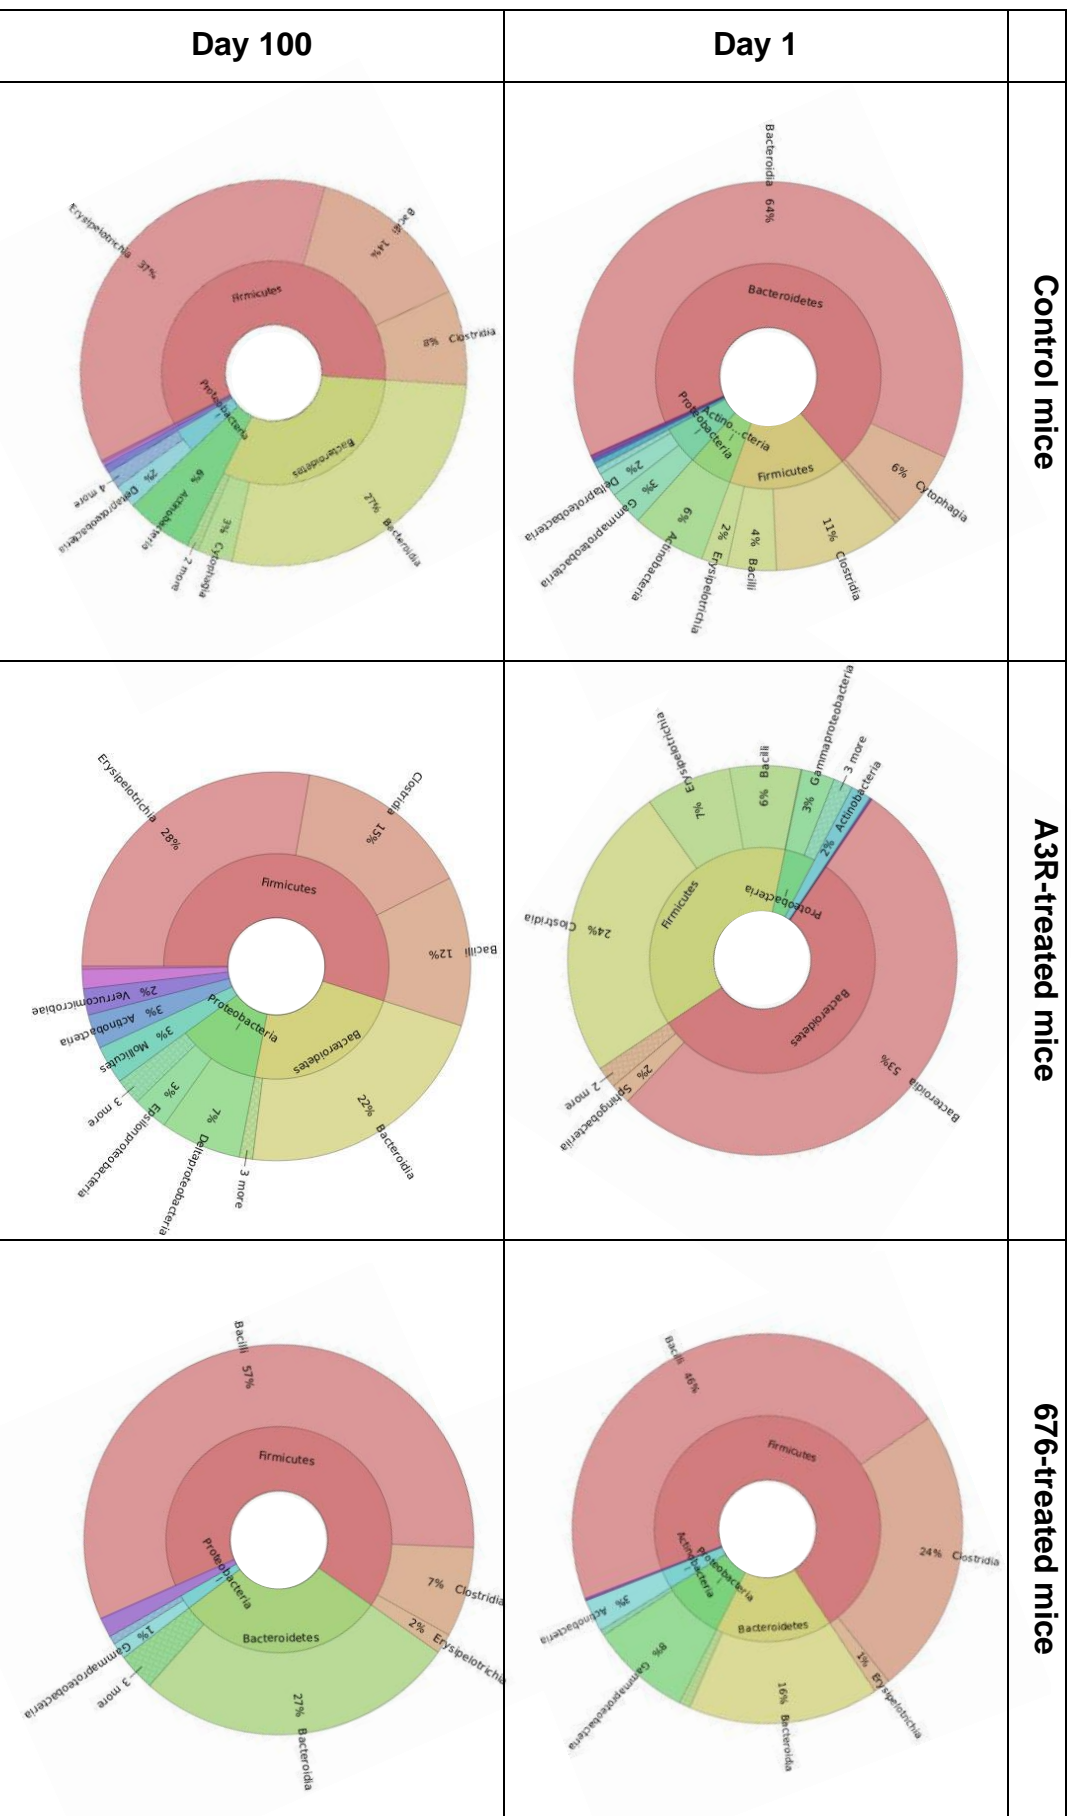 Day 100
Day 1
Control mice
Erysipelotrichia 37%
Bacilli 14%
8% Clostridia
Firmicutes
Proteobacteria
Bacteroidetes
27% Bacteroidia
3% Cytophagia
2 more
6% Actinobacteria
2% Deltaproteobacteria
4 more
Bacteroidia 64%
Bacteroidetes
Proteobacteria
Actino...cteria
Firmicutes
6% Cytophagia
11% Clostridia
4% Bacilli
2% Erysipelotrichia
6% Actinobacteria
3% Gammaproteobacteria
2% Deltaproteobacteria
A3R-treated mice
Erysipelotrichia 28%
Clostridia 15%
Bacilli 12%
Firmicutes
Proteobacteria
Bacteroidetes
22% Bacteroidia
3 more
7% Deltaproteobacteria
3% Epsilonproteobacteria
3 more
3% Mollicutes
3% Actinobacteria
2% Verrucomicrobiae
Erysipelotrichia 7%
Bacilli 6%
Gammaproteobacteria 3%
3 more
Actinobacteria 2%
Clostridia 24%
Firmicutes
Proteobacteria
Bacteroidetes
53% Bacteroidia
2% Sphingobacteriia
2 more
676-treated mice
Bacilli 57%
Firmicutes
Proteobacteria
Bacteroidetes
7% Clostridia
2% Erysipelotrichia
27% Bacteroidia
3 more
1% Gammaproteobacteria
Bacilli 46%
Firmicutes
24% Clostridia
Actinobacteria
Proteobacteria
Bacteroidetes
1% Erysipelotrichia
16% Bacteroidia
8% Gammaproteobacteria
3% Actinobacteria